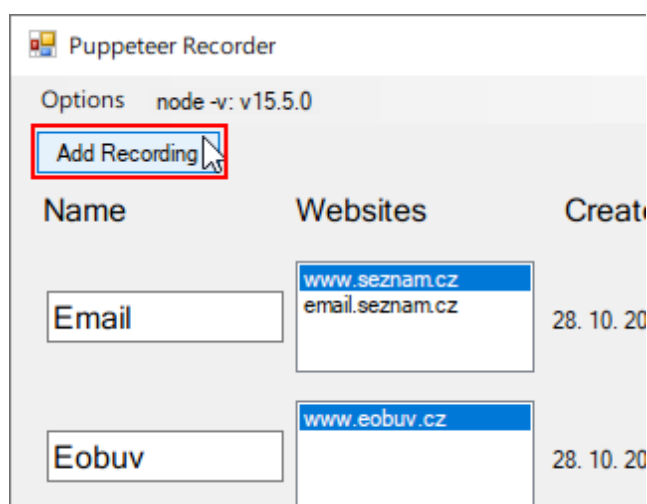 Puppeteer Recorder
Options node -v: v15.5.0
Add Recording
Name Websites Create
www.seznam.cz
email.seznam.cz
Email 28. 10. 20
www.eobuv.cz
Eobuv 28. 10. 20